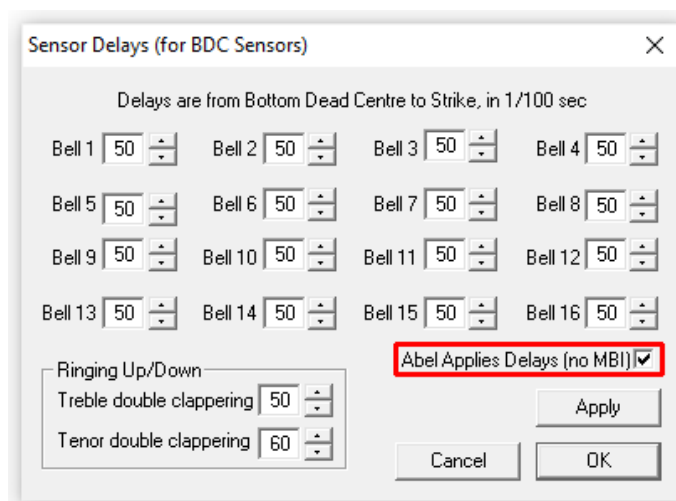 Sensor Delays (for BDC Sensors)
Delays are from Bottom Dead Centre to Strike, in 1/100 sec
Bell 1 50 Bell 2 50 Bell 3 50 Bell 4 50
Bell 5 50 Bell 6 50 Bell 7 50 Bell 8 50
Bell 9 50 Bell 10 50 Bell 11 50 Bell 12 50
Bell 13 50 Bell 14 50 Bell 15 50 Bell 16 50
Abel Applies Delays (no MBI)
Ringing Up/Down
Treble double clappering 50
Tenor double clappering 60
Apply
Cancel OK